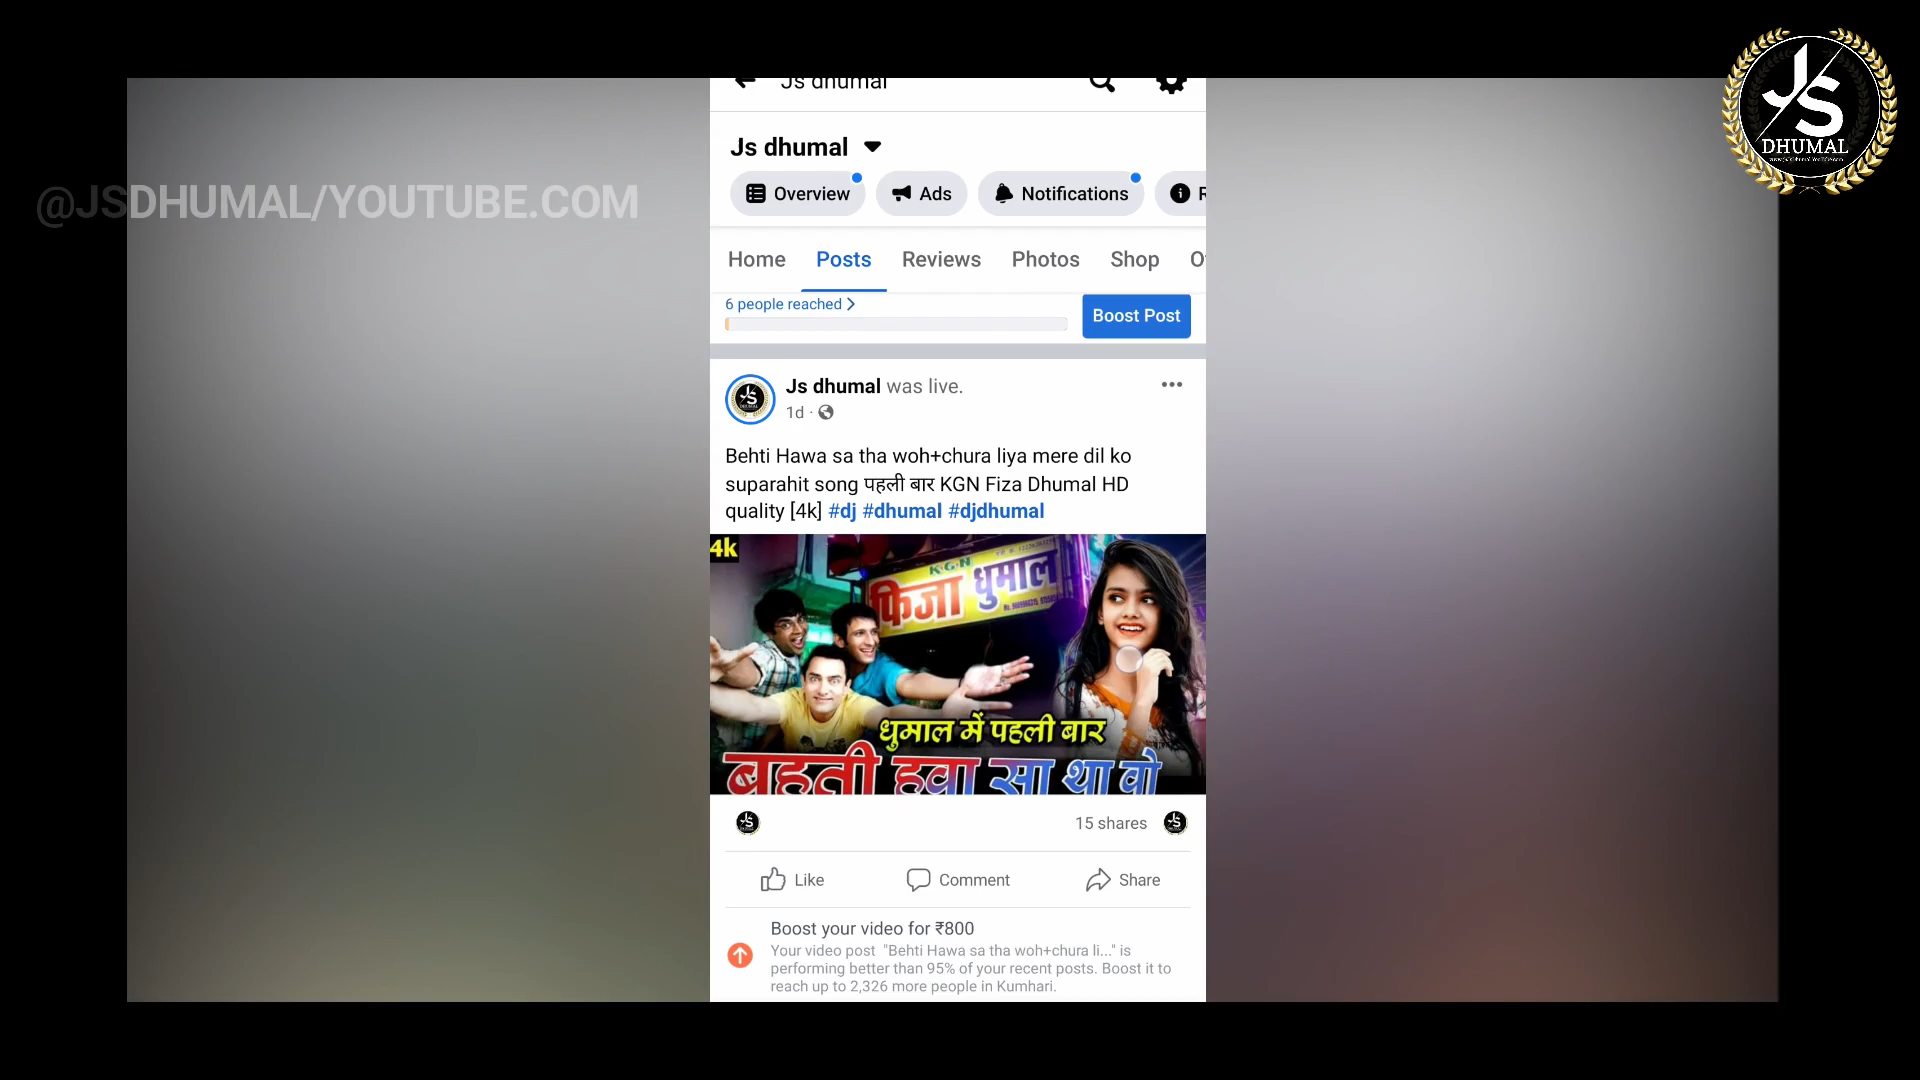 Js dhumal
JS
DHUMAL
Js dhumal
Overview
Ads
Notifications
R
@JSDHUMAL/YOUTUBE.COM
Home
Posts
Reviews
Photos
Shop
6 people reached
Boost Post
Js dhumal was live.
1d ·
Behti Hawa sa tha woh+chura liya mere dil ko
suparahit song पहली बार KGN Fiza Dhumal HD
quality [4k] #dj #dhumal #djdhumal
4k
K•G•N
फिजा धुमाल
धुमाल में पहली बार
बहती हवा सा था वो
15 shares
Like
Comment
Share
Boost your video for ₹800
Your video post "Behti Hawa sa tha woh+chura li..." is
performing better than 95% of your recent posts. Boost it to
reach up to 2,326 more people in Kumhari.